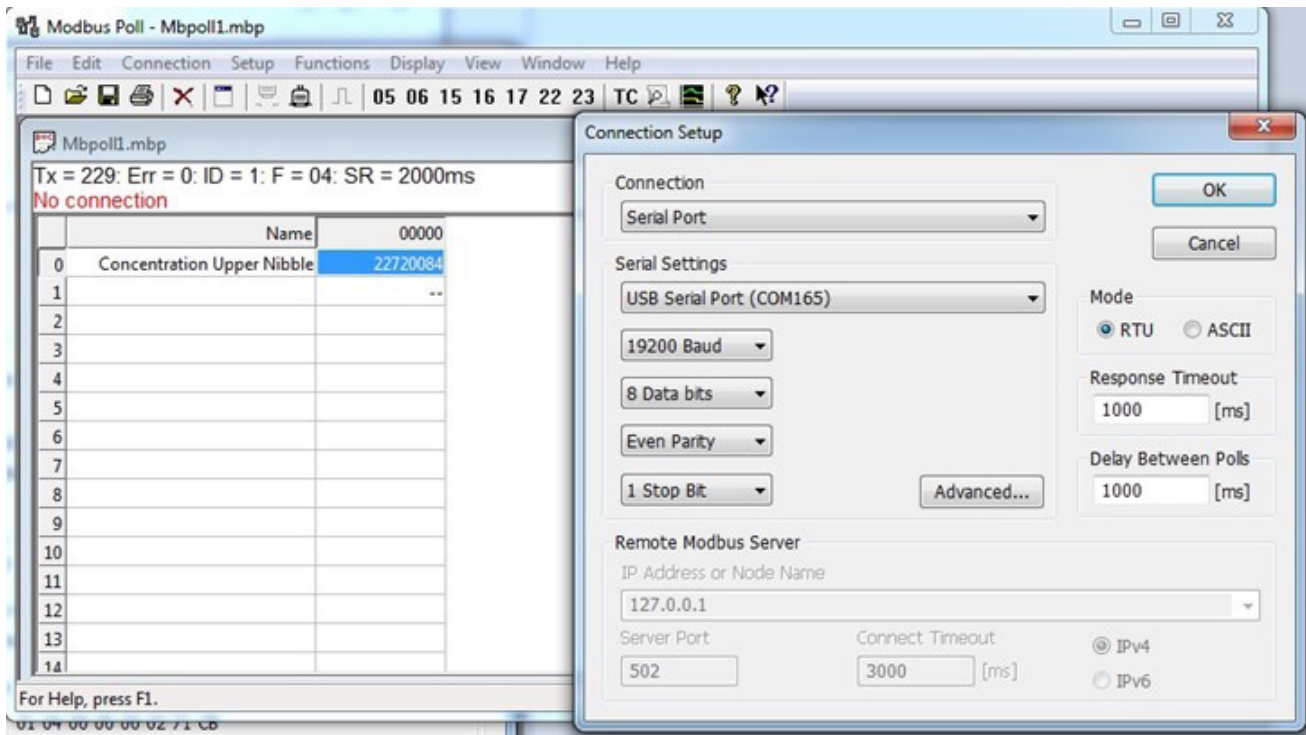 Modbus Poll - Mbpoll1.mbp
File Edit Connection Setup Functions Display View Window Help
05 06 15 16 17 22 23 TC
Mbpoll1.mbp
Tx = 229: Err = 0: ID = 1: F = 04: SR = 2000ms
No connection
Name 00000
0 Concentration Upper Nibble 22720084
1 --
2
3
4
5
6
7
8
9
10
11
12
13
14
For Help, press F1.
01 04 00 00 00 02 71 CB
Connection Setup
Connection
Serial Port
OK
Cancel
Serial Settings
USB Serial Port (COM165)
19200 Baud
8 Data bits
Even Parity
1 Stop Bit
Advanced...
Mode
RTU ASCII
Response Timeout
1000 [ms]
Delay Between Polls
1000 [ms]
Remote Modbus Server
IP Address or Node Name
127.0.0.1
Server Port Connect Timeout
502 3000 [ms]
IPv4
IPv6